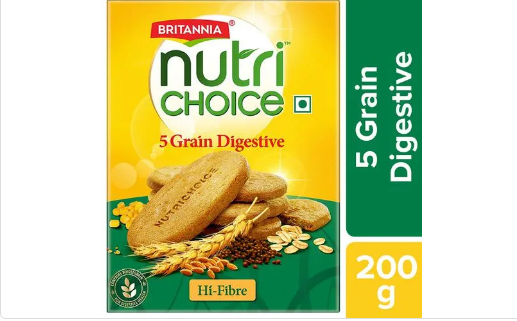 BRITANNIA
nutri
CHOICE
5 Grain Digestive
NUTRICHOICE
Hi-Fibre
5 Grain
Digestive
200
g